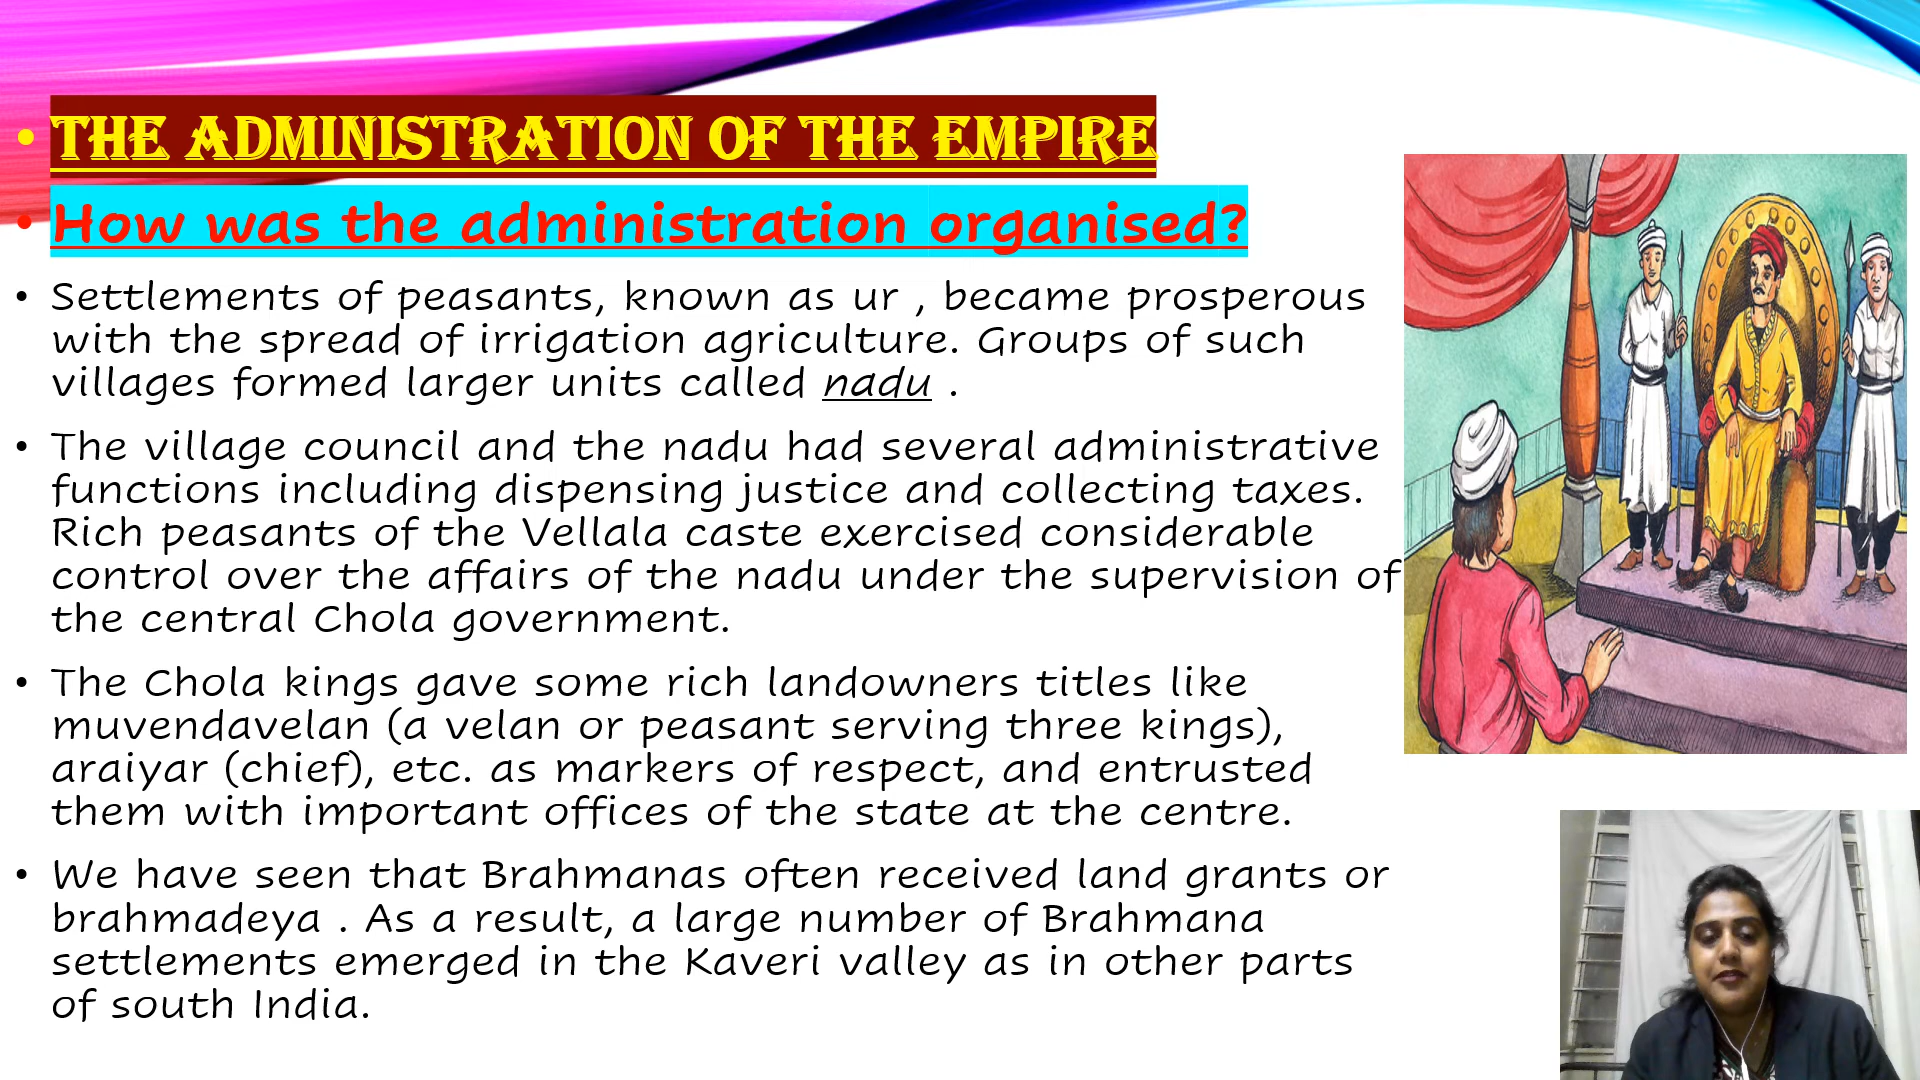 • THE ADMINISTRATION OF THE EMPIRE
• How was the administration organised?
• Settlements of peasants, known as ur , became prosperous
with the spread of irrigation agriculture. Groups of such
villages formed larger units called nadu .
• The village council and the nadu had several administrative
functions including dispensing justice and collecting taxes.
Rich peasants of the Vellala caste exercised considerable
control over the affairs of the nadu under the supervision of
the central Chola government.
• The Chola kings gave some rich landowners titles like
muvendavelan (a velan or peasant serving three kings),
araiyar (chief), etc. as markers of respect, and entrusted
them with important offices of the state at the centre.
• We have seen that Brahmanas often received land grants or
brahmadeya . As a result, a large number of Brahmana
settlements emerged in the Kaveri valley as in other parts
of south India.